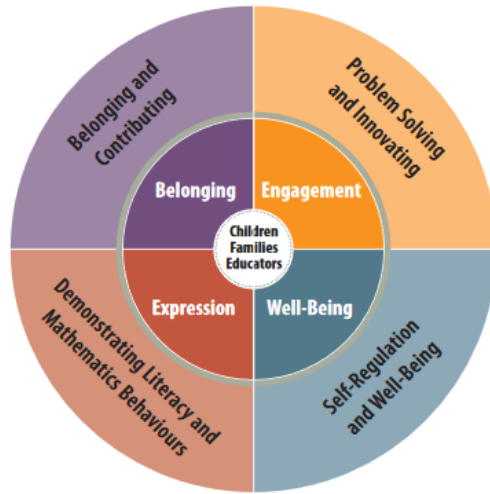 Belonging and
Contributing
Problem Solving
and Innovating
Belonging
Engagement
Children
Families
Educators
Expression
Well-Being
Demonstrating Literacy and
Mathematics Behaviours
Self-Regulation
and Well-Being